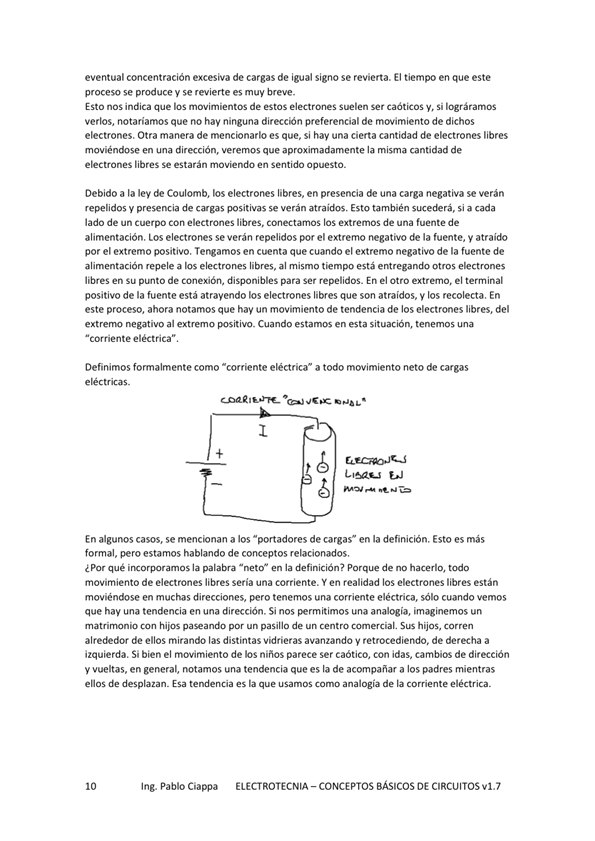 eventual concentración excesiva de cargas de igual signo se revierta. El tiempo en que este
proceso se produce y se revierte es muy breve.
Esto nos indica que los movimientos de estos electrones suelen ser caóticos y, si lográramos
verlos, notaríamos que no hay ninguna dirección preferencial de movimiento de dichos
electrones. Otra manera de mencionarlo es que, si hay una cierta cantidad de electrones libres
moviéndose en una dirección, veremos que aproximadamente la misma cantidad de
electrones libres se estarán moviendo en sentido opuesto.
Debido a la ley de Coulomb, los electrones libres, en presencia de una carga negativa se verán
repelidos y presencia de cargas positivas se verán atraídos. Esto también sucederá, si a cada
lado de un cuerpo con electrones libres, conectamos los extremos de una fuente de
alimentación. Los electrones se verán repelidos por el extremo negativo de la fuente, y atraído
por el extremo positivo. Tengamos en cuenta que cuando el extremo negativo de la fuente de
alimentación repele a los electrones libres, al mismo tiempo está entregando otros electrones
libres en su punto de conexión, disponibles para ser repelidos. En el otro extremo, el terminal
positivo de la fuente está atrayendo los electrones libres que son atraídos, y los recolecta. En
este proceso, ahora notamos que hay un movimiento de tendencia de los electrones libres, del
extremo negativo al extremo positivo. Cuando estamos en esta situación, tenemos una
“corriente eléctrica”.
Definimos formalmente como “corriente eléctrica” a todo movimiento neto de cargas
eléctricas.
CORRIENTE "CONVENCIONAL"
I
+
−
ELECTRONES
LIBRES EN
MOVIMIENTO
En algunos casos, se mencionan a los “portadores de cargas” en la definición. Esto es más
formal, pero estamos hablando de conceptos relacionados.
¿Por qué incorporamos la palabra “neto” en la definición? Porque de no hacerlo, todo
movimiento de electrones libres sería una corriente. Y en realidad los electrones libres están
moviéndose en muchas direcciones, pero tenemos una corriente eléctrica, sólo cuando vemos
que hay una tendencia en una dirección. Si nos permitimos una analogía, imaginemos un
matrimonio con hijos paseando por un pasillo de un centro comercial. Sus hijos, corren
alrededor de ellos mirando las distintas vidrieras avanzando y retrocediendo, de derecha a
izquierda. Si bien el movimiento de los niños parece ser caótico, con idas, cambios de dirección
y vueltas, en general, notamos una tendencia que es la de acompañar a los padres mientras
ellos de desplazan. Esa tendencia es la que usamos como analogía de la corriente eléctrica.
10 Ing. Pablo Ciappa ELECTROTECNIA – CONCEPTOS BÁSICOS DE CIRCUITOS v1.7